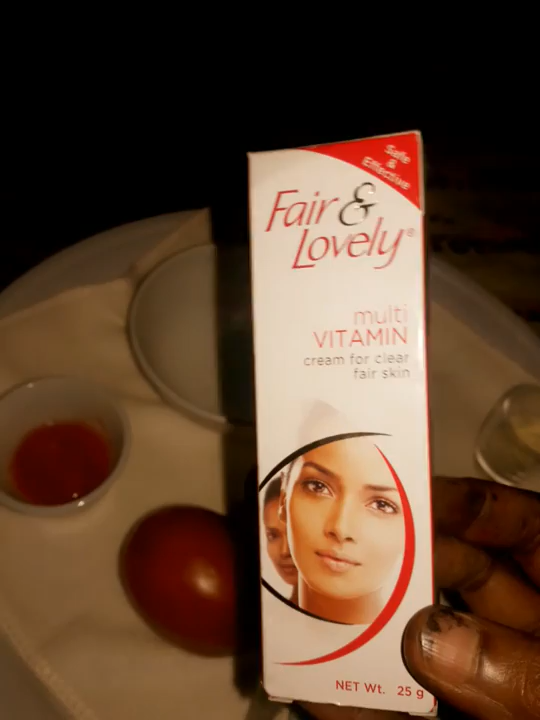 Safe
&
Effective
Fair &
Lovely®
multi
VITAMIN
cream for clear
fair skin
NET Wt. 25 g